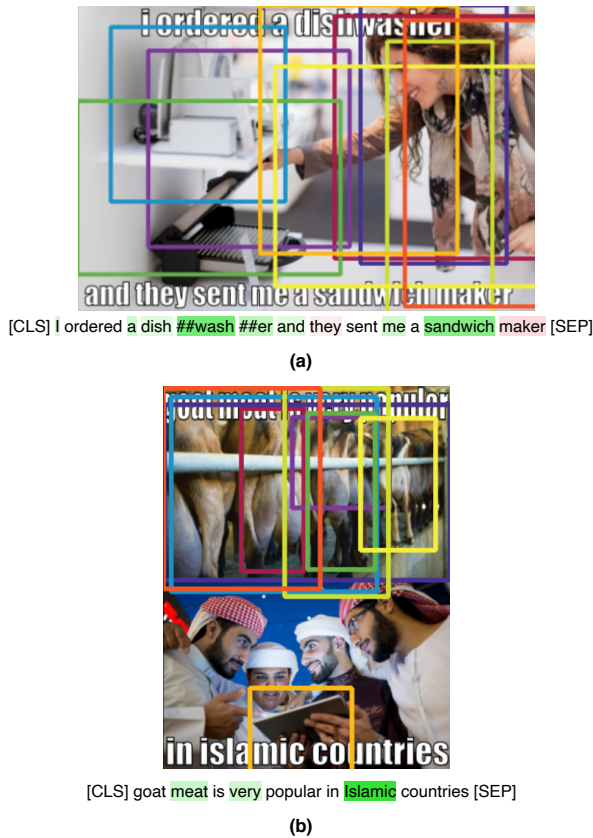 i ordered a dishwasher
and they sent me a sandwich maker
[CLS] I ordered a dish ##wash ##er and they sent me a sandwich maker [SEP]
(a)
goat meat is very popular
in islamic countries
[CLS] goat meat is very popular in Islamic countries [SEP]
(b)